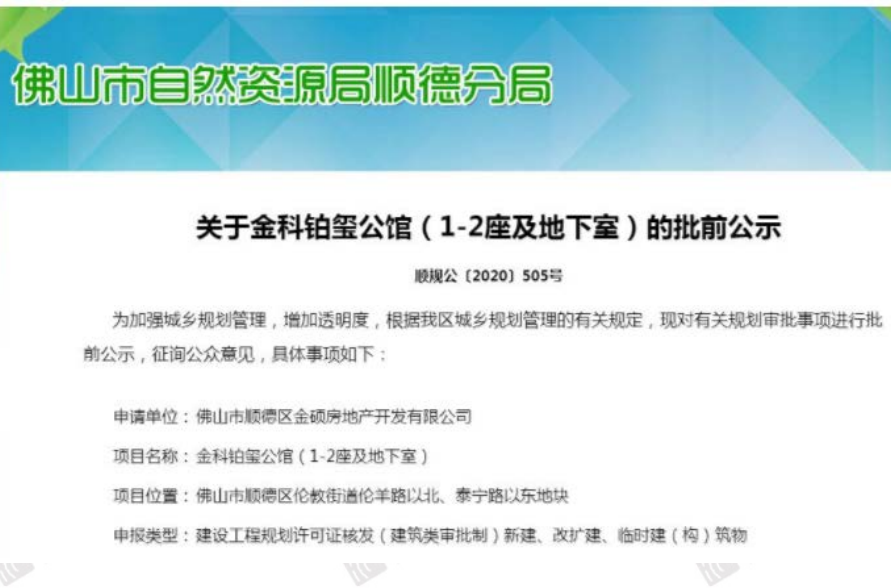 佛山市自然资源局顺德分局
关于金科铂玺公馆（1-2座及地下室）的批前公示
顺规公〔2020〕505号
为加强城乡规划管理，增加透明度，根据我区城乡规划管理的有关规定，现对有关规划审批事项进行批
前公示，征询公众意见，具体事项如下：
申请单位：佛山市顺德区金硕房地产开发有限公司
项目名称：金科铂玺公馆（1-2座及地下室）
项目位置：佛山市顺德区伦教街道伦羊路以北、泰宁路以东地块
申报类型：建设工程规划许可证核发（建筑类审批制）新建、改扩建、临时建（构）筑物